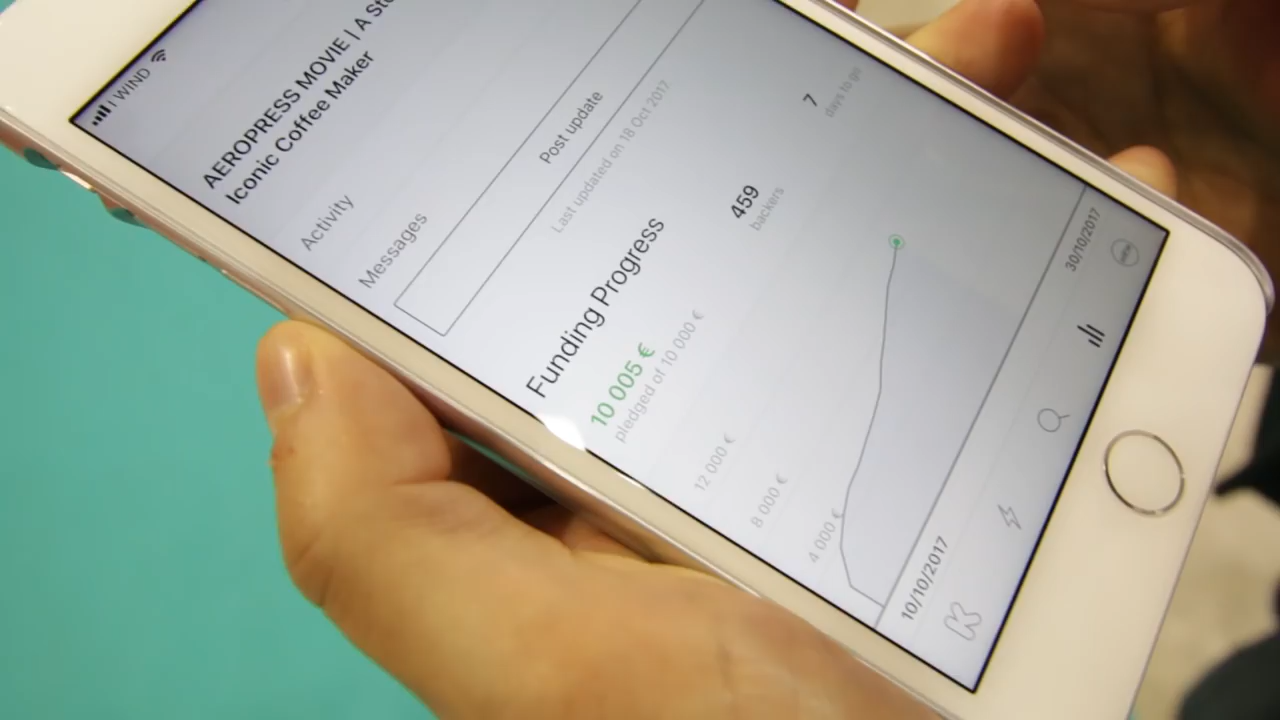 I WIND
AEROPRESS MOVIE | A Sto
Iconic Coffee Maker
Activity
Messages
Post update
Last updated on 18 Oct 2017
Funding Progress
10 005 €
pledged of 10 000 €
459
backers
7
days to go
12 000 €
8 000 €
4 000 €
10/10/2017
30/10/2017